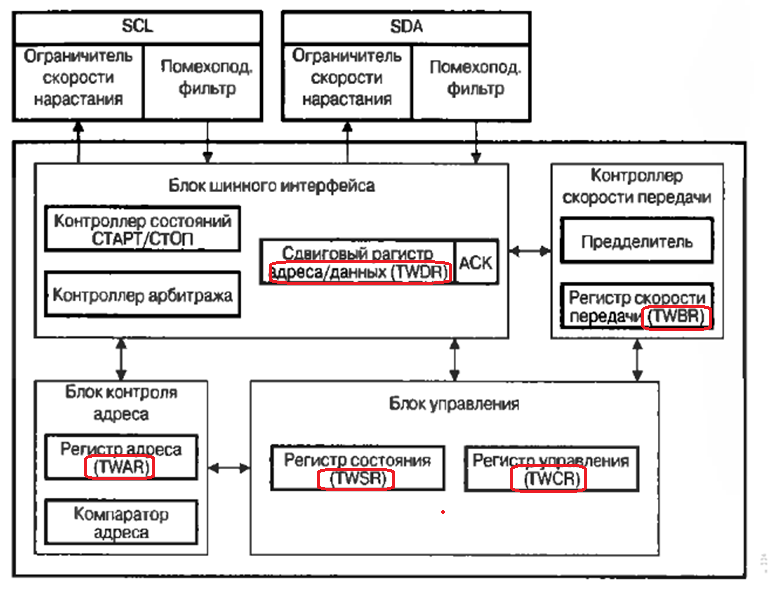 SCL
Ограничитель
скорости
нарастания
Помехопод.
фильтр
SDA
Ограничитель
скорости
нарастания
Помехопод.
фильтр
Блок шинного интерфейса
Контроллер состояний
СТАРТ/СТОП
Контроллер арбитража
Сдвиговый рагистр
адреса/данных (TWDR)
ACK
Контроллер
скорости передачи
Предделитель
Регистр скорости
передачи (TWBR)
Блок контроля
адреса
Регистр адреса
(TWAR)
Компаратор
адреса
Блок управления
Регистр состояния
(TWSR)
Регистр управления
(TWCR)